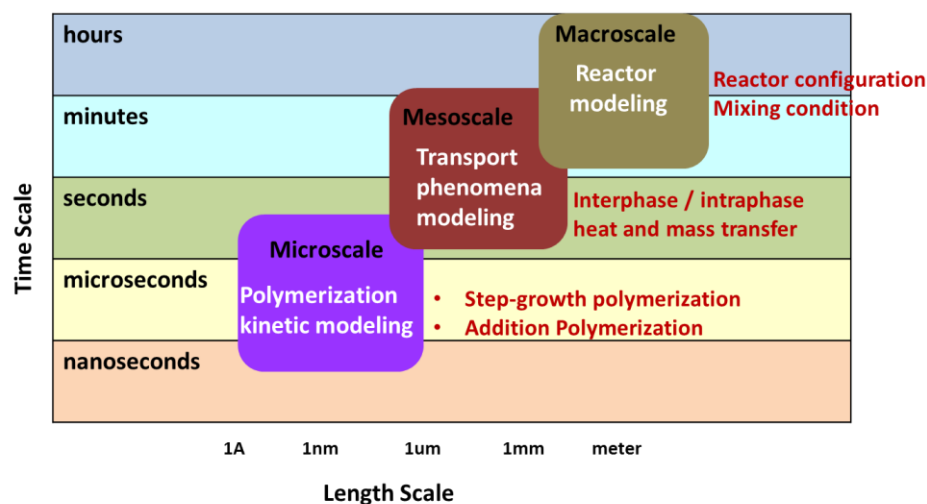 hours
Macroscale
Reactor
modeling
Reactor configuration
Mixing condition
minutes
Mesoscale
Transport
phenomena
modeling
seconds
Interphase / intraphase
heat and mass transfer
Microscale
microseconds
Polymerization
kinetic modeling
• Step-growth polymerization
• Addition Polymerization
nanoseconds
Time Scale
1A 1nm 1um 1mm meter
Length Scale